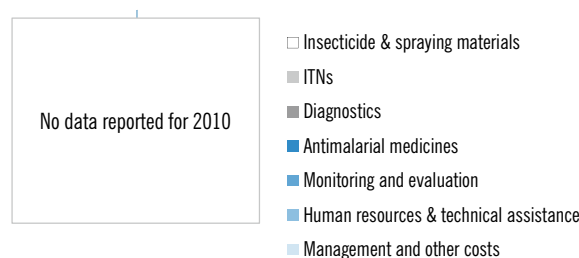 No data reported for 2010
Insecticide & spraying materials
ITNs
Diagnostics
Antimalarial medicines
Monitoring and evaluation
Human resources & technical assistance
Management and other costs